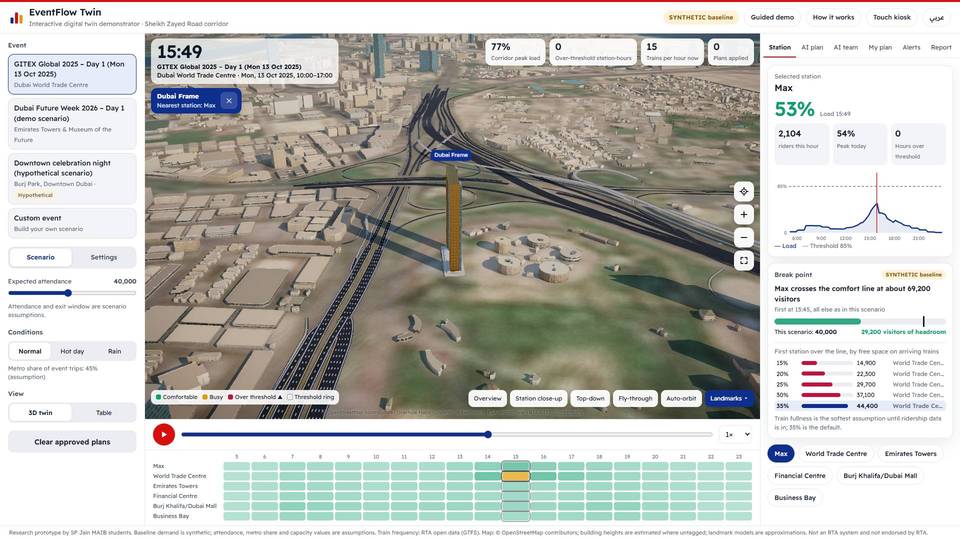 EventFlow Twin
Interactive digital twin demonstrator · Sheikh Zayed Road corridor
SYNTHETIC baseline
Guided demo
How it works
Touch kiosk
عربي
Event
GITEX Global 2025 – Day 1 (Mon
13 Oct 2025)
Dubai World Trade Centre
Dubai Future Week 2026 – Day 1
(demo scenario)
Emirates Towers & Museum of the
Future
Downtown celebration night
(hypothetical scenario)
Burj Park, Downtown Dubai ·
Hypothetical
Custom event
Build your own scenario
Scenario
Settings
Expected attendance 40,000
Attendance and exit window are scenario
assumptions.
Conditions
Normal
Hot day
Rain
Metro share of event trips: 45%
(assumption)
View
3D twin
Table
Clear approved plans
15:49
GITEX Global 2025 – Day 1 (Mon 13 Oct 2025)
Dubai World Trade Centre · Mon, 13 Oct 2025, 10:00–17:00
Dubai Frame
Nearest station: Max
×
77%
Corridor peak load
0
Over-threshold station-hours
15
Trains per hour now
0
Plans applied
Dubai Frame
+
−
Comfortable
Busy
Over threshold ▲
Threshold ring
Overview
Station close-up
Top-down
Fly-through
Auto-orbit
Landmarks
1×
5 6 7 8 9 10 11 12 13 14 15 16 17 18 19 20 21 22 23
Max
World Trade Centre
Emirates Towers
Financial Centre
Burj Khalifa/Dubai Mall
Business Bay
Station
AI plan
AI team
My plan
Alerts
Report
Selected station
Max
53% Load 15:49
2,104
riders this hour
54%
Peak today
0
Hours over
threshold
85%
0
6:00 9:00 12:00 15:00 18:00 21:00
Load
Threshold 85%
Break point
SYNTHETIC baseline
Max crosses the comfort line at about 69,200
visitors
first at 15:45, all else as in this scenario
This scenario: 40,000
29,200 visitors of headroom
First station over the line, by free space on arriving trains
15% 14,900 World Trade Cen...
20% 22,300 World Trade Cen...
25% 29,700 World Trade Cen...
30% 37,100 World Trade Cen...
35% 44,400 World Trade Ce...
Train fullness is the softest assumption until ridership data
is in; 35% is the default.
Max
World Trade Centre
Emirates Towers
Financial Centre
Burj Khalifa/Dubai Mall
Business Bay
Research prototype by SP Jain MAIB students. Baseline demand is synthetic; attendance, metro share and capacity values are assumptions. Train frequency: RTA open data (GTFS). Map: © OpenStreetMap contributors; building heights are estimated where untagged; landmark models are approximations. Not an RTA system and not endorsed by RTA.